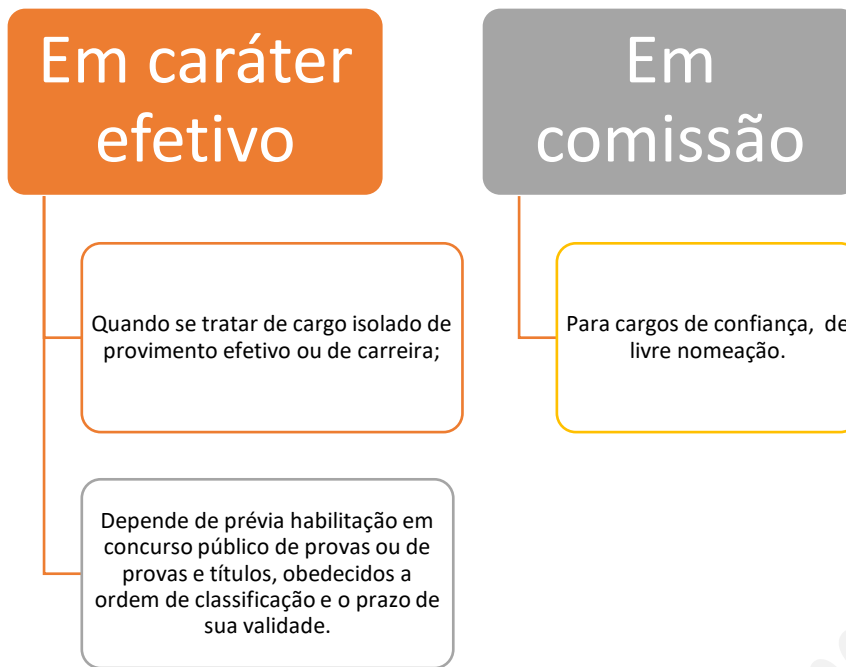 Em caráter
efetivo
Quando se tratar de cargo isolado de
provimento efetivo ou de carreira;
Depende de prévia habilitação em
concurso público de provas ou de
provas e títulos, obedecidos a
ordem de classificação e o prazo de
sua validade.
Em
comissão
Para cargos de confiança, de
livre nomeação.